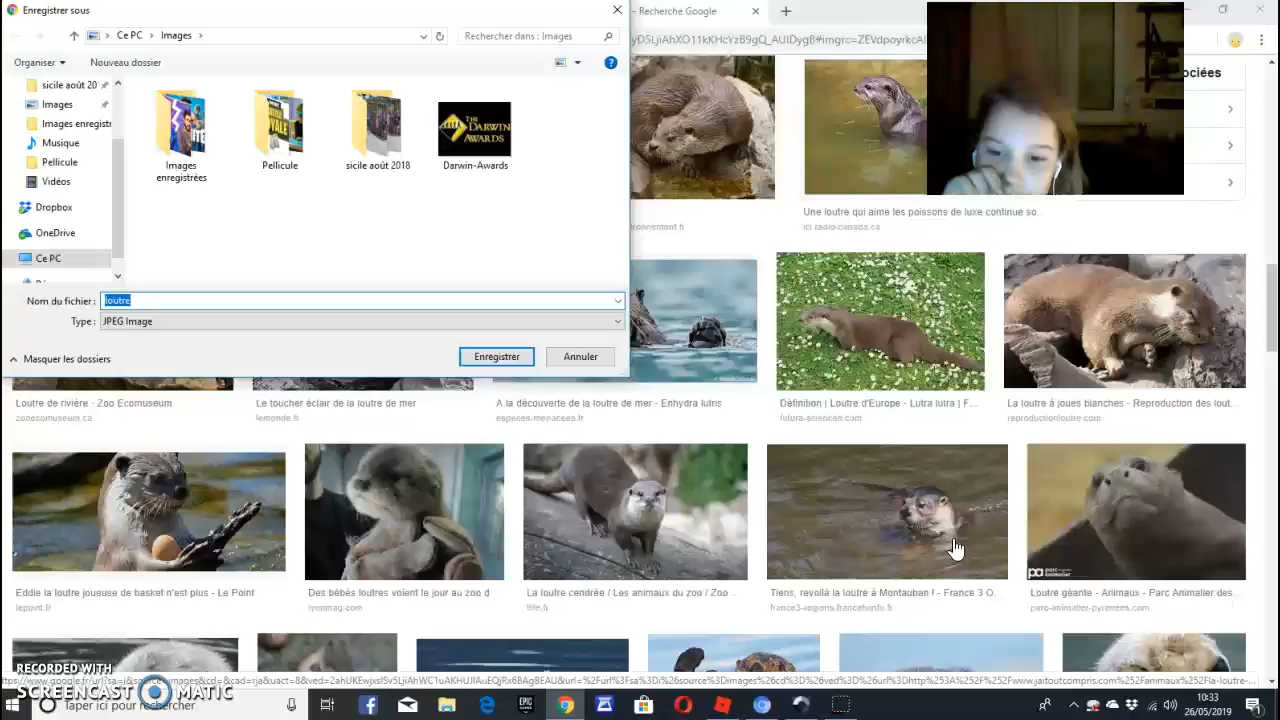 Enregistrer sous
- Recherche Google
Ce PC
Images
Rechercher dans : Images
Organiser
Nouveau dossier
sicile août 20
Images
Images enregistr
Musique
Pellicule
Vidéos
Dropbox
OneDrive
Ce PC
Images
enregistrées
Pellicule
sicile août 2018
THE
DARWIN
AWARDS
Darwin-Awards
ociées
Nom du fichier :
loutre
Type :
JPEG Image
Masquer les dossiers
Enregistrer
Annuler
Une loutre qui aime les poissons de luxe continue so...
ici.radio-canada.ca
Loutre de rivière - Zoo Ecomuseum
zooecomuseum.ca
Le toucher éclair de la loutre de mer
lemonde.fr
A la découverte de la loutre de mer - Enhydra lutris
especes-menacees.fr
Définition | Loutre d'Europe - Lutra lutra | F...
futura-sciences.com
La loutre à joues blanches - Reproduction des lout...
reproductionloutre.com
Eddie la loutre joueuse de basket n'est plus - Le Point
lepoint.fr
Des bébés loutres voient le jour au zoo d
lyonmag.com
La loutre cendrée / Les animaux du zoo / Zoo ...
lille.fr
Tiens, revoilà la loutre à Montauban ! - France 3 O...
france3-regions.francetvinfo.fr
Loutre géante - Animaux - Parc Animalier des...
parc-animalier-pyrenees.com
RECORDED WITH
SCREENCAST MATIC
Taper ici pour rechercher
10:33
26/05/2019